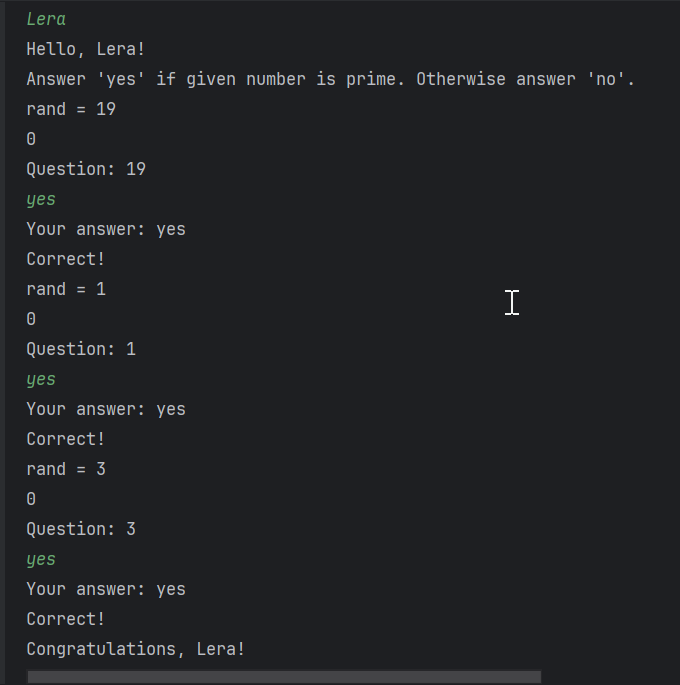 Lera
Hello, Lera!
Answer 'yes' if given number is prime. Otherwise answer 'no'.
rand = 19
0
Question: 19
yes
Your answer: yes
Correct!
rand = 1
0
Question: 1
yes
Your answer: yes
Correct!
rand = 3
0
Question: 3
yes
Your answer: yes
Correct!
Congratulations, Lera!